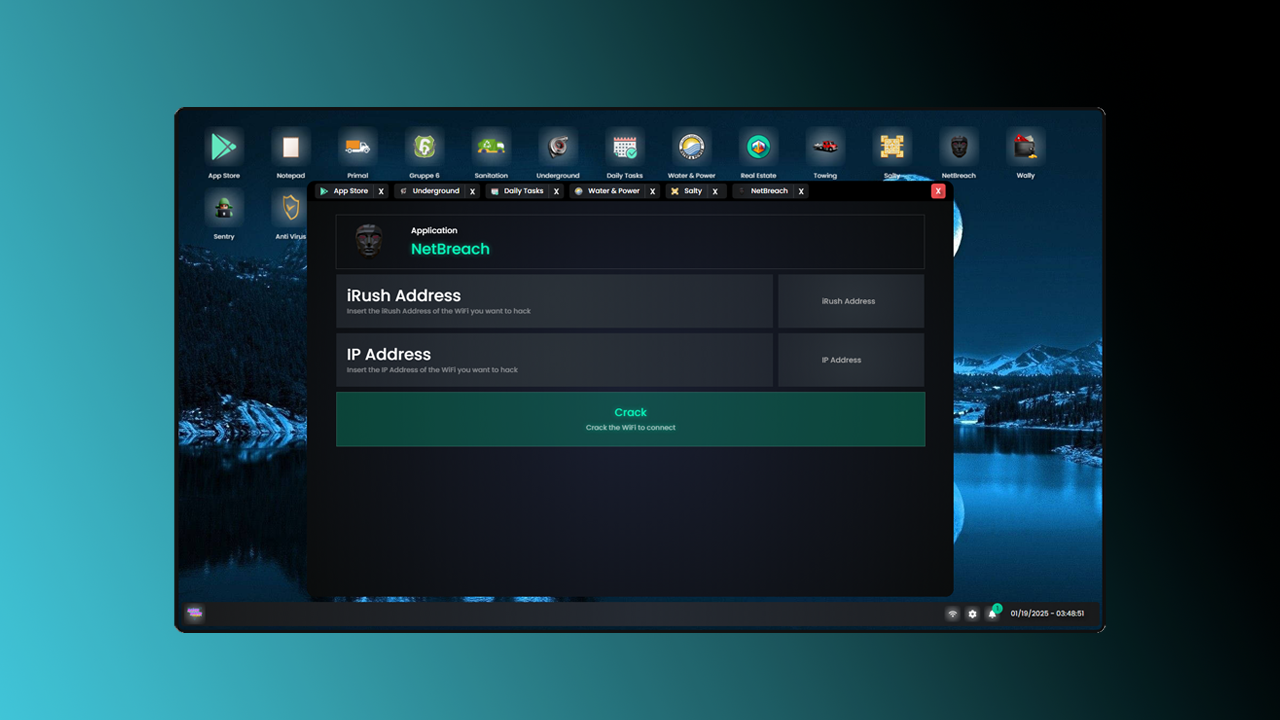 App Store
Notepad
Primal
Gruppe 6
Sanitation
Underground
Daily Tasks
Water & Power
Real Estate
Towing
Salty
NetBreach
Wally
Sentry
Anti Virus
App Store X
Underground X
Daily Tasks X
Water & Power X
Salty X
NetBreach X
X
Application
NetBreach
iRush Address
Insert the iRush Address of the WiFi you want to hack
iRush Address
IP Address
Insert the IP Address of the WiFi you want to hack
IP Address
Crack
Crack the WiFi to connect
01/19/2025 - 03:48:51